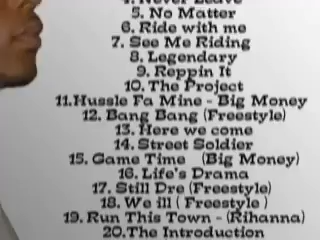 4. Never Leave
5. No Matter
6. Ride with me
7. See Me Riding
8. Legendary
9. Reppin It
10. The Project
11.Hussle Fa Mine - Big Money
12. Bang Bang (Freestyle)
13. Here we come
14. Street Soldier
15. Game Time (Big Money)
16. Life's Drama
17. Still Dre (Freestyle)
18. We ill ( Freestyle )
19. Run This Town - (Rihanna)
20.The Introduction